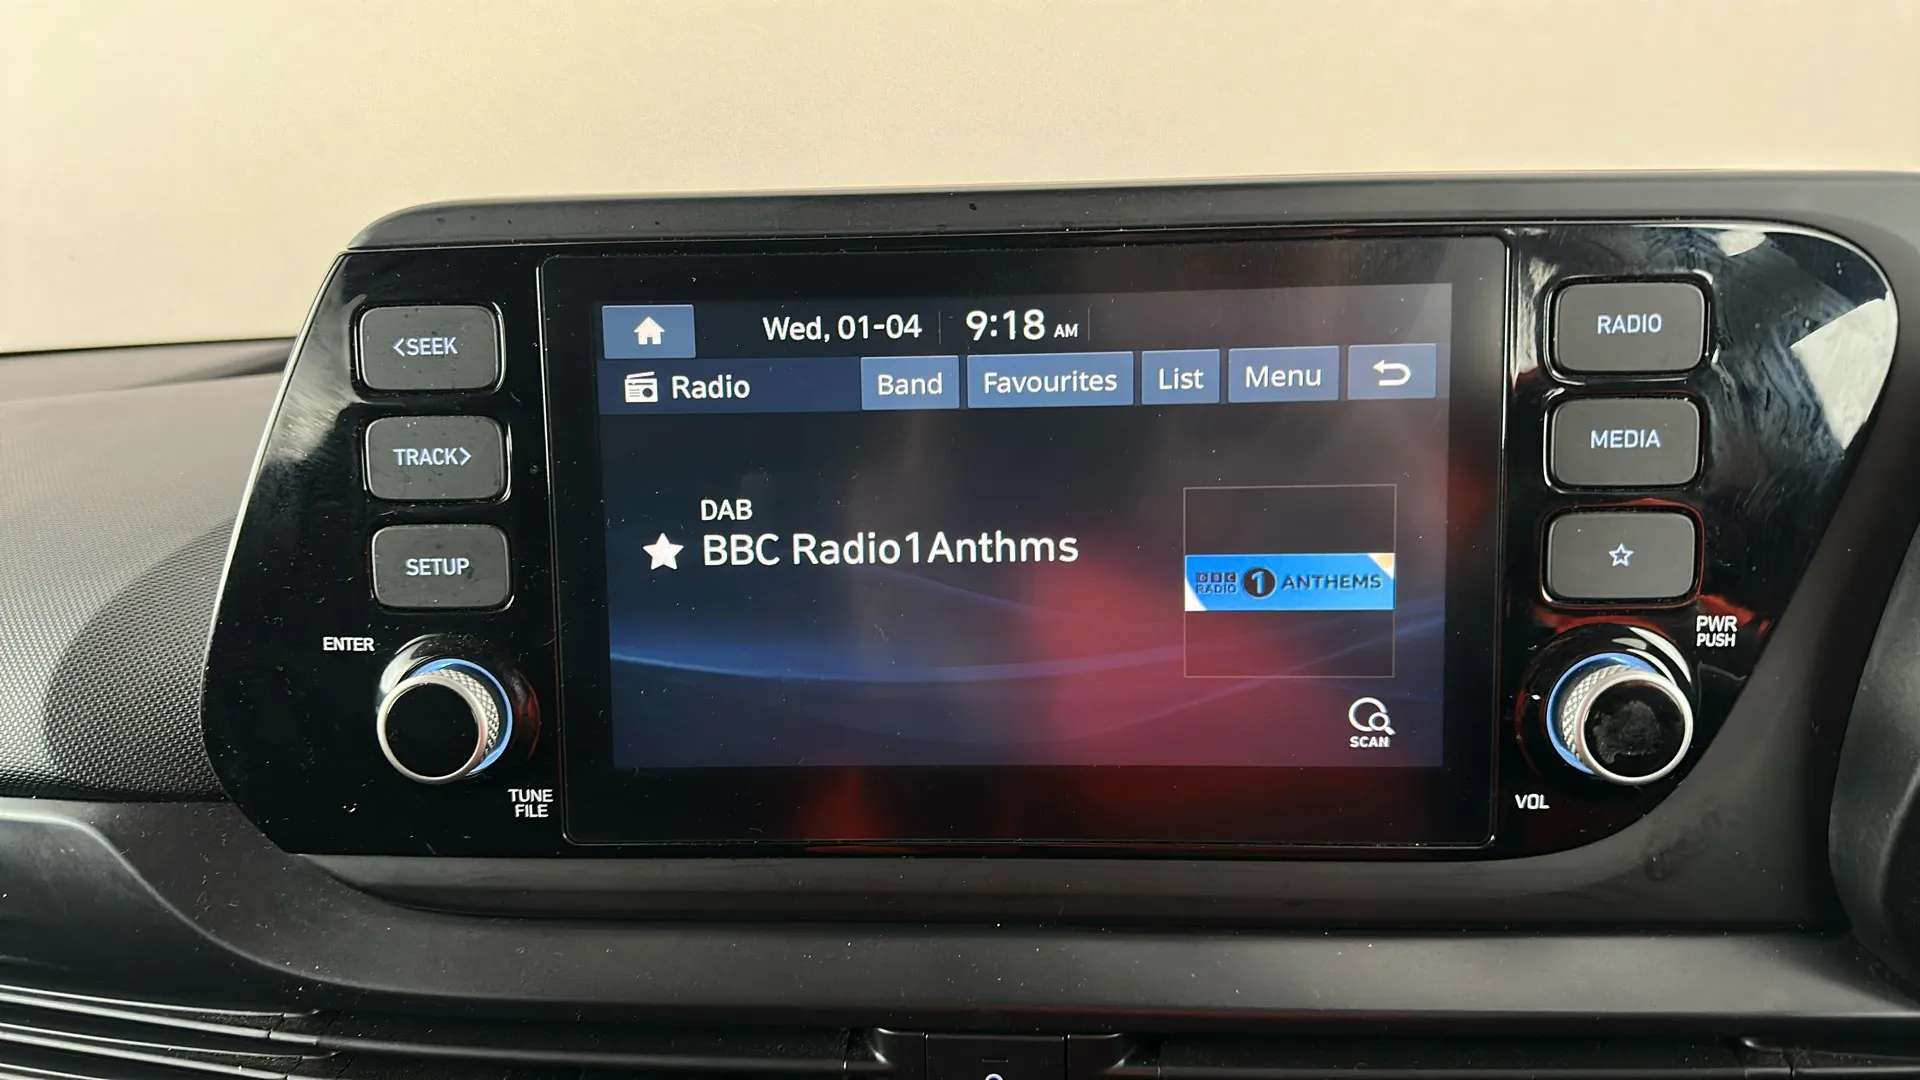 <SEEK
TRACK>
SETUP
ENTER
TUNE
FILE
Wed, 01-04 9:18 AM
Radio Band Favourites List Menu
DAB
BBC Radio1Anthms
BBC
RADIO 1 ANTHEMS
SCAN
RADIO
MEDIA
PWR
PUSH
VOL